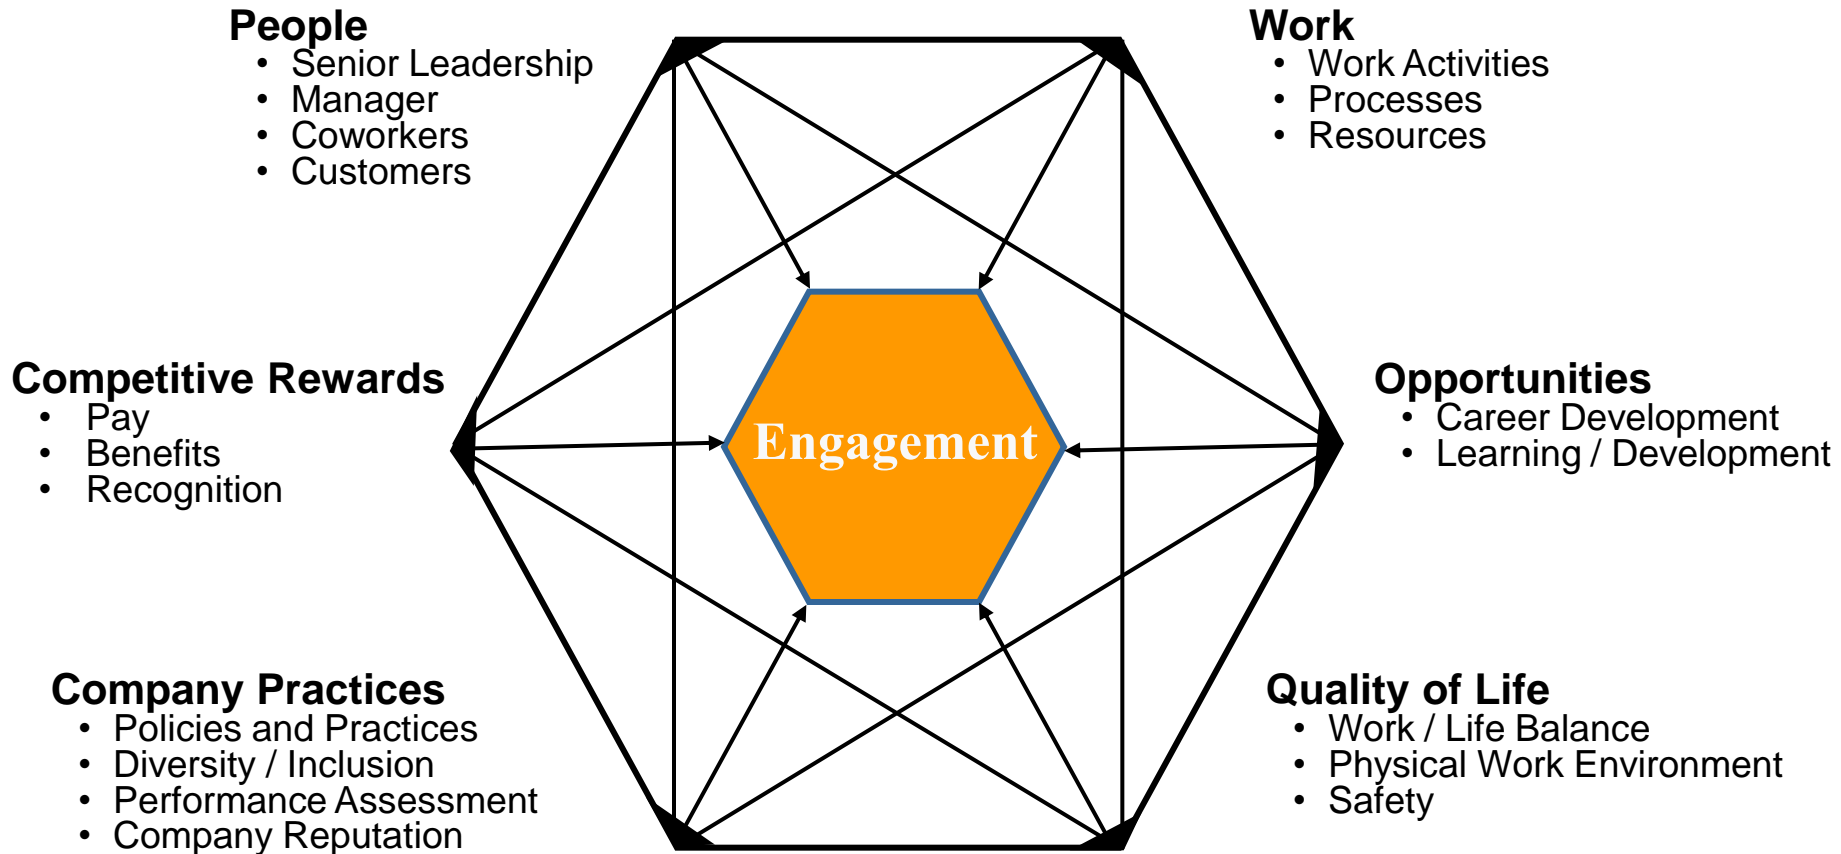 People
• Senior Leadership
• Manager
• Coworkers
• Customers
Work
• Work Activities
• Processes
• Resources
Competitive Rewards
• Pay
• Benefits
• Recognition
Engagement
Opportunities
• Career Development
• Learning / Development
Company Practices
• Policies and Practices
• Diversity / Inclusion
• Performance Assessment
• Company Reputation
Quality of Life
• Work / Life Balance
• Physical Work Environment
• Safety